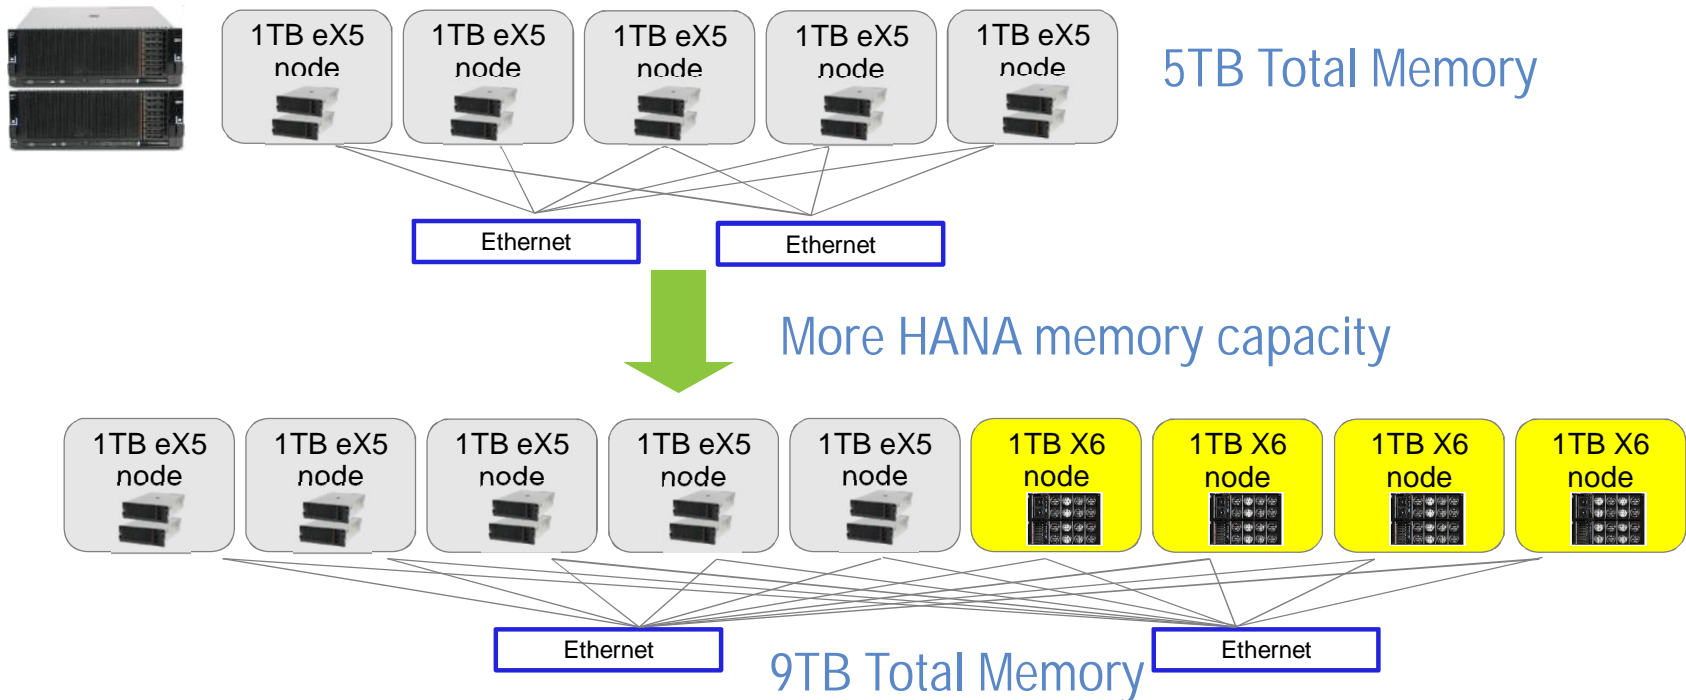 1TB eX5
node
1TB eX5
node
1TB eX5
node
1TB eX5
node
1TB eX5
node
5TB Total Memory
Ethernet
Ethernet
More HANA memory capacity
1TB eX5
node
1TB eX5
node
1TB eX5
node
1TB eX5
node
1TB eX5
node
1TB X6
node
1TB X6
node
1TB X6
node
1TB X6
node
Ethernet
Ethernet
9TB Total Memory